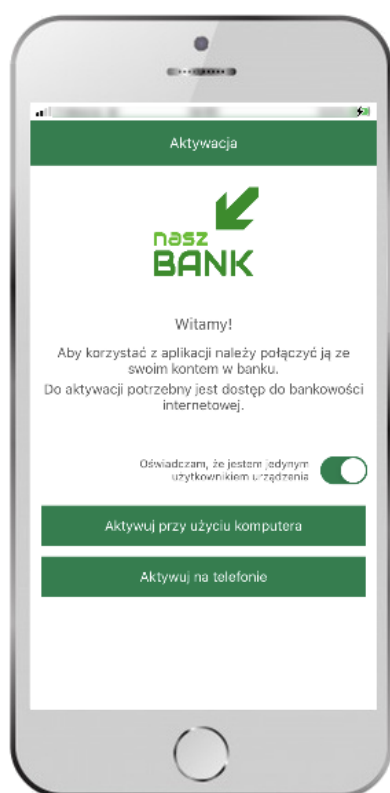 Aktywacja
nasz
BANK
Witamy!
Aby korzystać z aplikacji należy połączyć ją ze
swoim kontem w banku.
Do aktywacji potrzebny jest dostęp do bankowości
internetowej.
Oświadczam, że jestem jedynym
użytkownikiem urządzenia
Aktywuj przy użyciu komputera
Aktywuj na telefonie